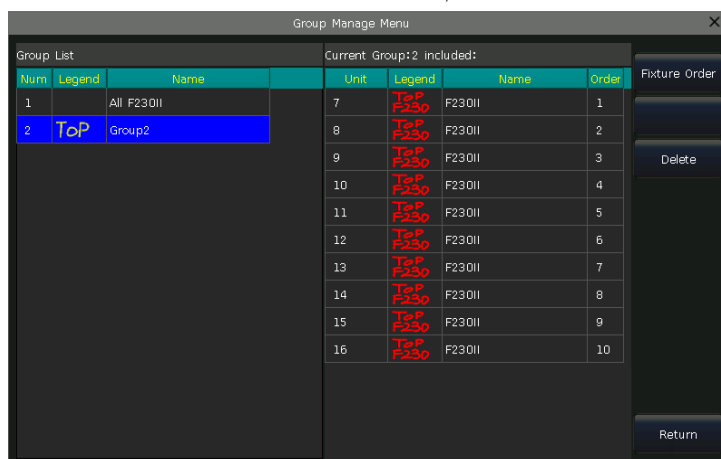 Group Manage Menu ×
Group List
Num Legend Name
1 All F230II
2 ToP Group2
Current Group:2 included:
Unit Legend Name Order
7 ToP F230 F230II 1
8 ToP F230 F230II 2
9 ToP F230 F230II 3
10 ToP F230 F230II 4
11 ToP F230 F230II 5
12 ToP F230 F230II 6
13 ToP F230 F230II 7
14 ToP F230 F230II 8
15 ToP F230 F230II 9
16 ToP F230 F230II 10
Fixture Order
Delete
Return